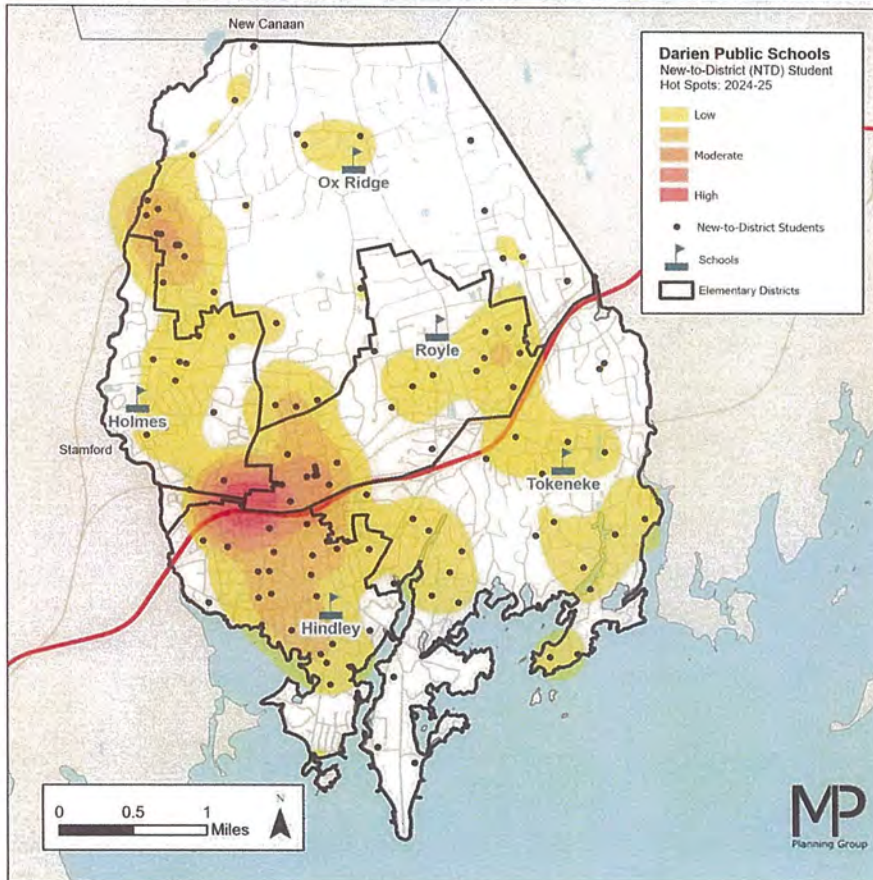 New Canaan
Darien Public Schools
New-to-District (NTD) Student
Hot Spots: 2024-25
Low
Moderate
High
New-to-District Students
Schools
Elementary Districts
Ox Ridge
Royle
Holmes
Stamford
Tokeneke
Hindley
0 0.5 1
Miles
N
MP
Planning Group